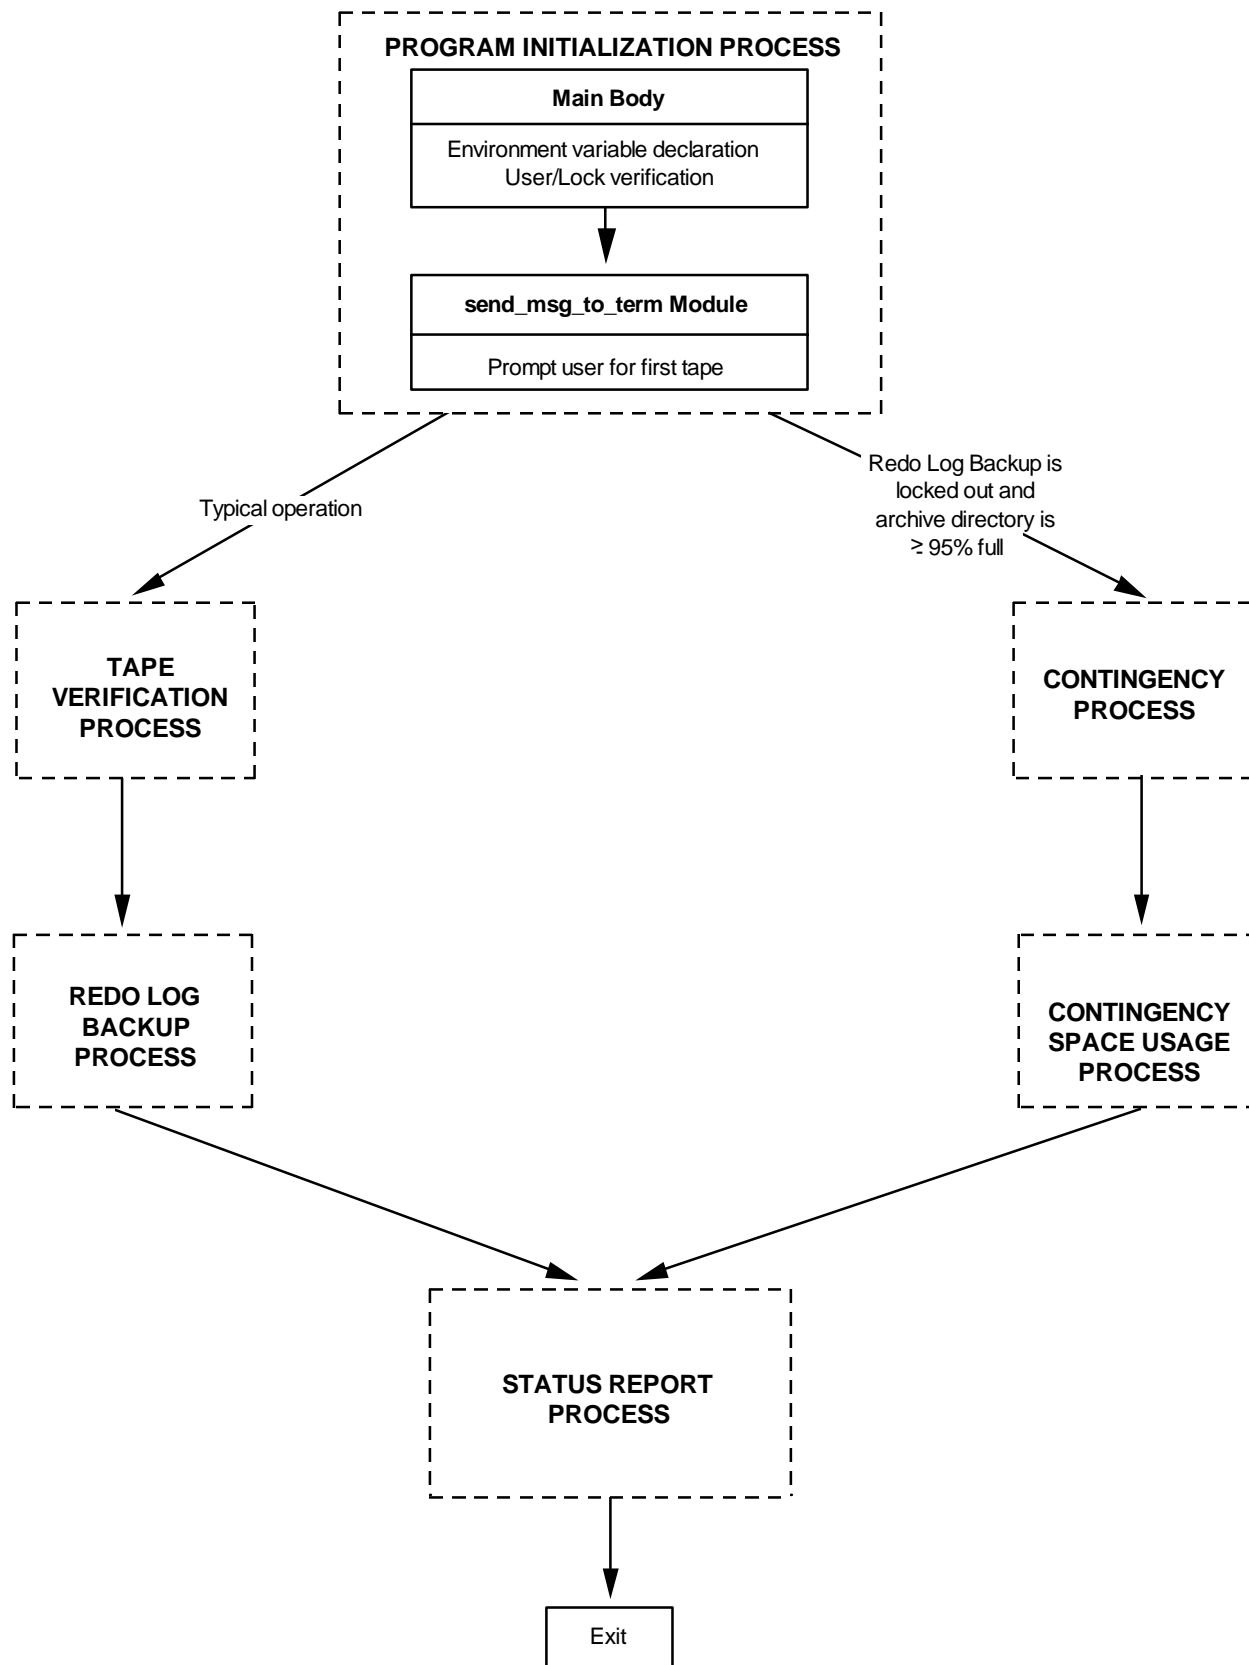 PROGRAM INITIALIZATION PROCESS
Main Body
Environment variable declaration
User/Lock verification
send_msg_to_term Module
Prompt user for first tape
Typical operation
Redo Log Backup is
locked out and
archive directory is
≥ 95% full
TAPE
VERIFICATION
PROCESS
CONTINGENCY
PROCESS
REDO LOG
BACKUP
PROCESS
CONTINGENCY
SPACE USAGE
PROCESS
STATUS REPORT
PROCESS
Exit